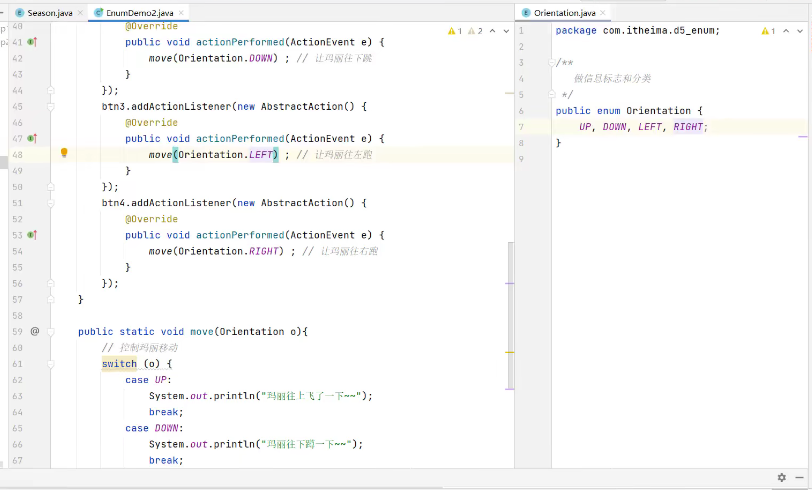 Season.java
EnumDemo2.java
40 @Override
41 public void actionPerformed(ActionEvent e) {
42 move(Orientation.DOWN) ; // 让玛丽往下蹲
43 }
44 });
45 btn3.addActionListener(new AbstractAction() {
46 @Override
47 public void actionPerformed(ActionEvent e) {
48 move(Orientation.LEFT) ; // 让玛丽往左跑
49 }
50 });
51 btn4.addActionListener(new AbstractAction() {
52 @Override
53 public void actionPerformed(ActionEvent e) {
54 move(Orientation.RIGHT) ; // 让玛丽往右跑
55 }
56 });
57 }
58
59 @ public static void move(Orientation o){
60 // 控制玛丽移动
61 switch (o) {
62 case UP:
63 System.out.println("玛丽往上飞了一下~~");
64 break;
65 case DOWN:
66 System.out.println("玛丽往下蹲一下~~");
67 break;
1 2
Orientation.java
1 package com.itheima.d5_enum;
2
3 /**
4 做信息标志和分类
5 */
6 public enum Orientation {
7 UP, DOWN, LEFT, RIGHT;
8 }
9
1